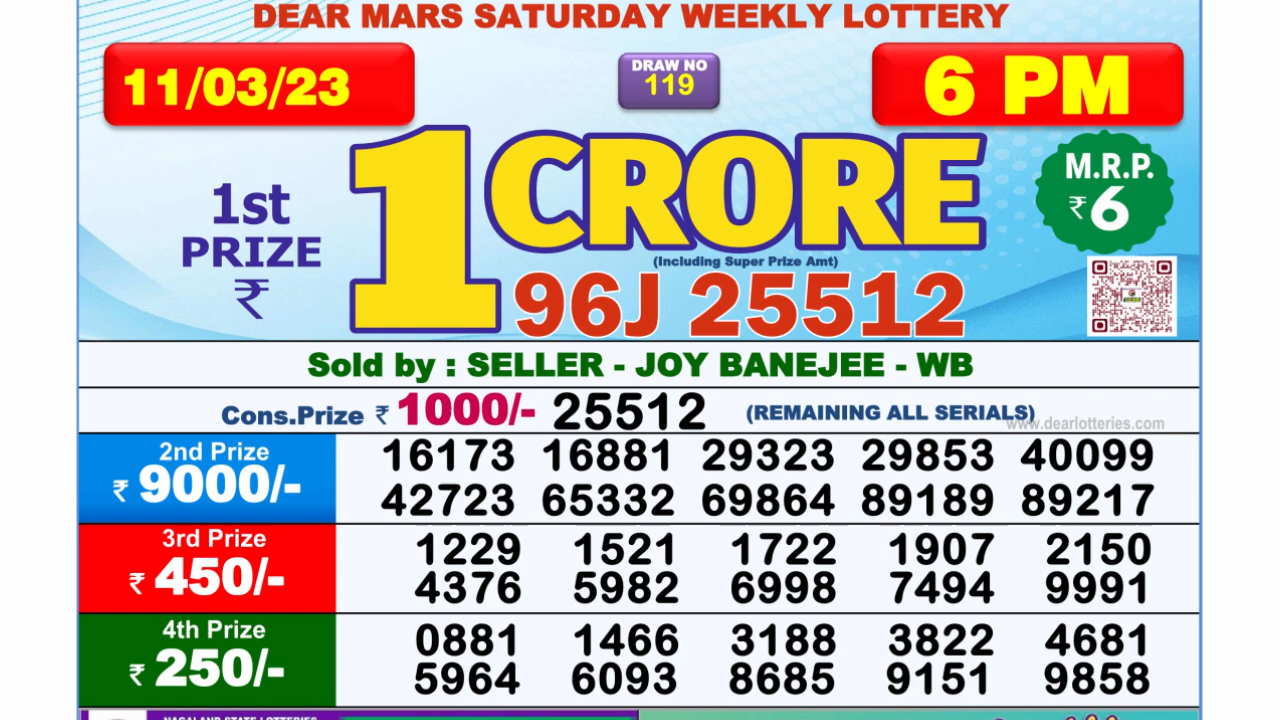 DEAR MARS SATURDAY WEEKLY LOTTERY
11/03/23
DRAW NO
119
6 PM
1st
PRIZE
₹
1 CRORE
(Including Super Prize Amt)
M.R.P.
₹ 6
96J 25512
Sold by : SELLER - JOY BANEJEE - WB
Cons.Prize ₹ 1000/- 25512 (REMAINING ALL SERIALS)
www.dearlotteries.com
2nd Prize
₹ 9000/-
16173 16881 29323 29853 40099
42723 65332 69864 89189 89217
3rd Prize
₹ 450/-
1229 1521 1722 1907 2150
4376 5982 6998 7494 9991
4th Prize
₹ 250/-
0881 1466 3188 3822 4681
5964 6093 8685 9151 9858
NAGALAND STATE LOTTERIES